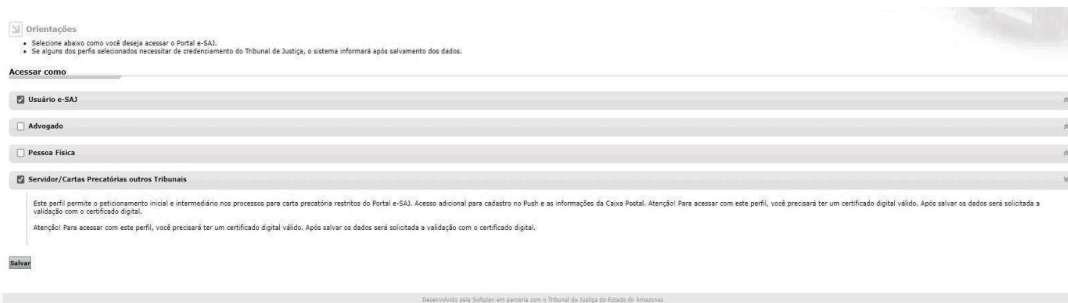 Orientações
Selecione abaixo como você deseja acessar o Portal e-SAJ.
Se alguns dos perfis selecionados necessitar de credenciamento do Tribunal de Justiça, o sistema informará após salvamento dos dados.
Acessar como
Usuário e-SAJ
Advogado
Pessoa Física
Servidor/Cartas Precatórias outros Tribunais
Este perfil permite o peticionamento inicial e intermediário nos processos para carta precatória restritos do Portal e-SAJ. Acesso adicional para cadastro no Push e as informações da Caixa Postal. Atenção! Para acessar com este perfil, você precisará ter um certificado digital válido. Após salvar os dados será solicitada a
validação com o certificado digital.
Atenção! Para acessar com este perfil, você precisará ter um certificado digital válido. Após salvar os dados será solicitada a validação com o certificado digital.
Salvar
Desenvolvido pela Softplan em parceria com o Tribunal de Justiça do Estado do Amazonas